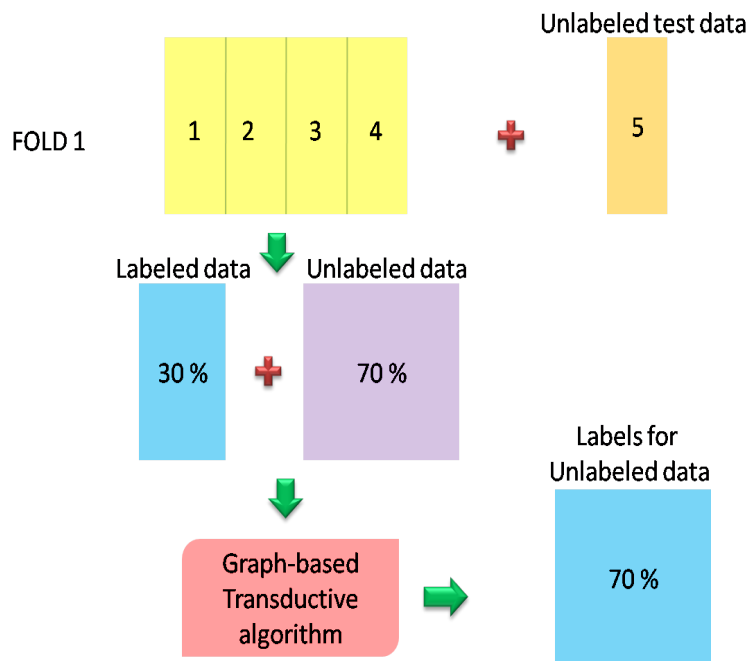 Unlabeled test data
FOLD 1
1
2
3
4
5
Labeled data
Unlabeled data
30 %
70 %
Labels for
Unlabeled data
Graph-based
Transductive
algorithm
70 %